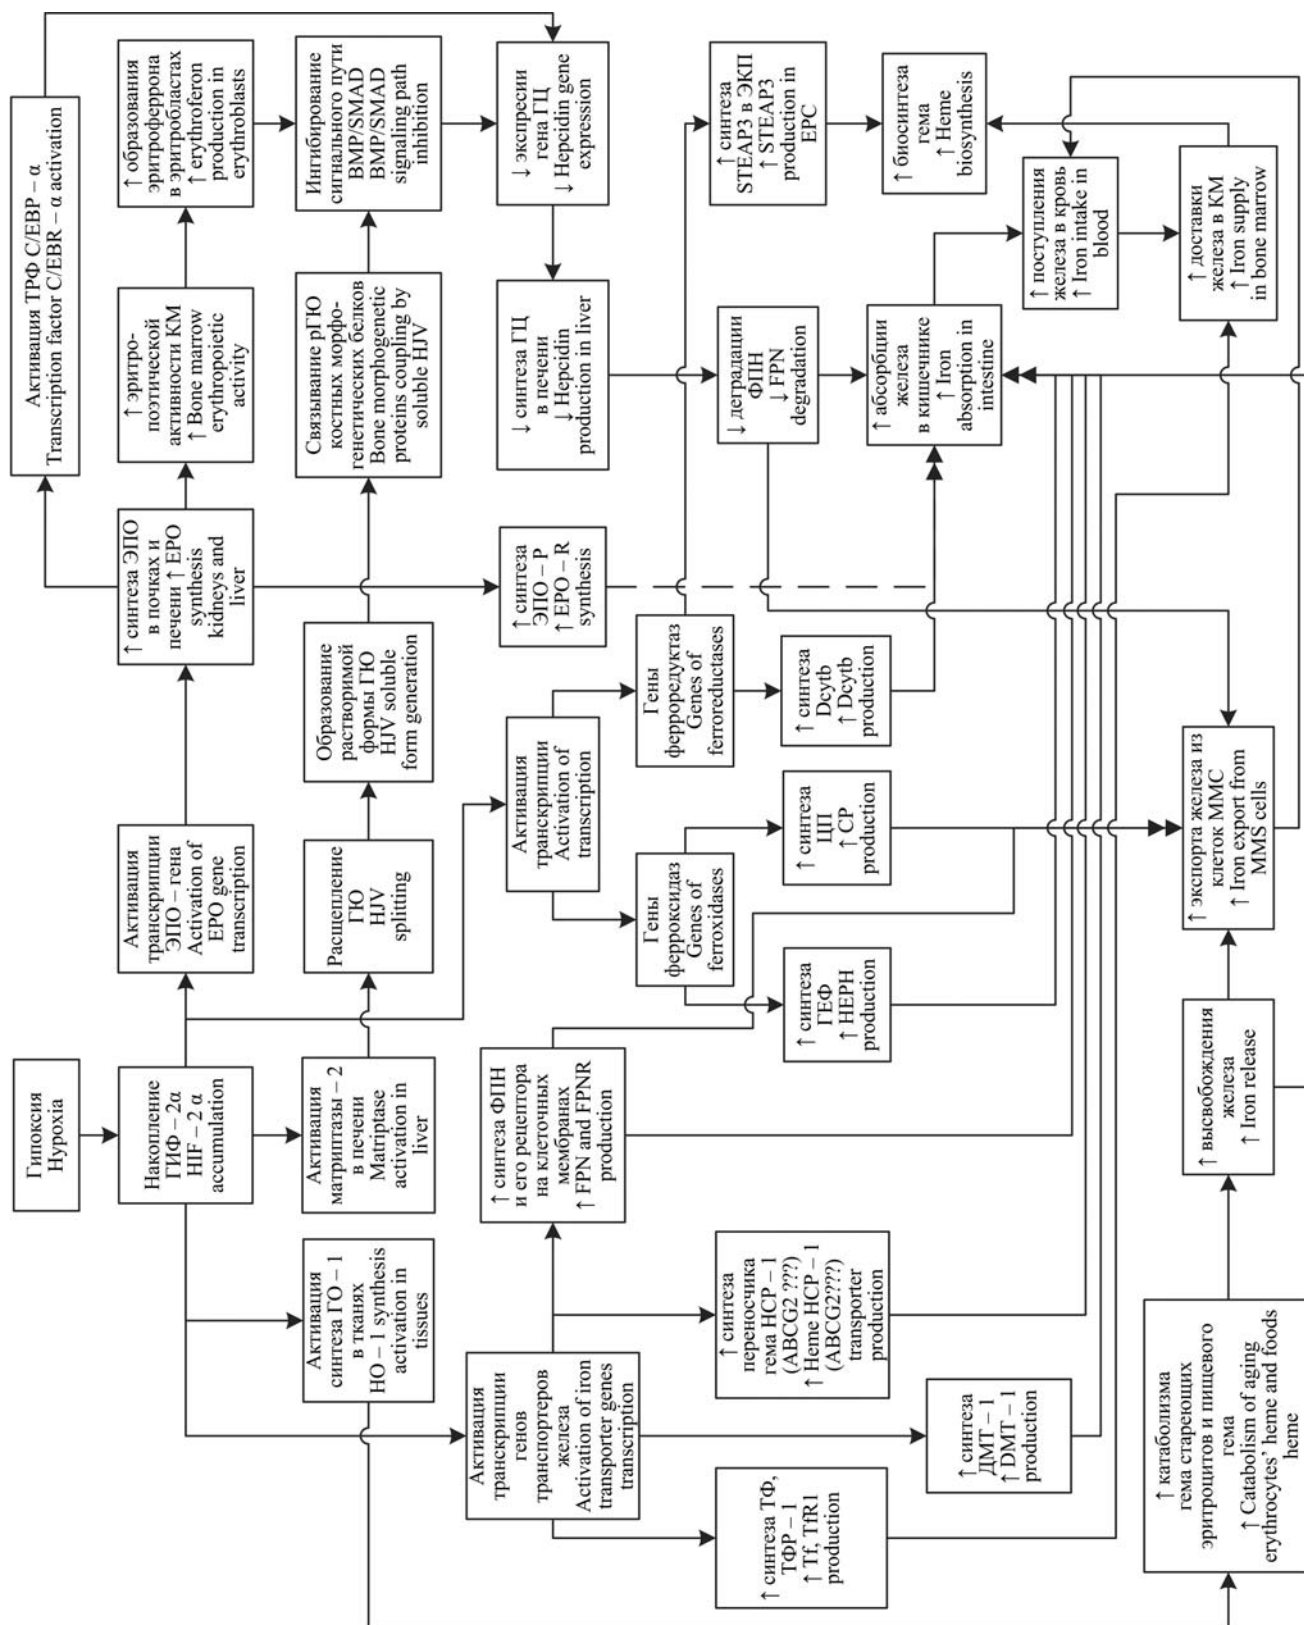 Гипоксия
Hypoxia
Накопление
ГИФ – 2α
HIF – 2 α
accumulation
Активация
транскрипции
ЭПО – гена
Activation of
EPO gene
transcription
↑ синтеза ЭПО
в почках и
печени ↑ EPO
synthesis
kidneys and
liver
Активация ТРФ C/EBP – α
Transcription factor C/EBR – α activation
↑ эритро-
поэтической
активности КМ
↑ Bone marrow
erythropoietic
activity
↑ образования
эритроферрона
в эритробластах
↑ erythroferon
production in
erythroblasts
Активация
синтеза ГО – 1
в тканях
HO – 1 synthesis
activation in
tissues
Активация
матриптазы – 2
в печени
Matriptase
activation in
liver
Расщепление
ГЮ
HJV
splitting
Образование
растворимой
формы ГЮ
HJV soluble
form generation
Связывание рГЮ
костных морфо-
генетических белков
Bone morphogenetic
proteins coupling by
soluble HJV
Ингибирование
сигнального пути
BMP/SMAD
BMP/SMAD
signaling path
inhibition
Активация
транскрипции
генов
транспортеров
железа
Activation of iron
transporter genes
transcription
↑ синтеза ФПН
и его рецептора
на клеточных
мембранах
↑ FPN and FPNR
production
Активация
транскрипции
Activation of
transcription
↑ синтеза
ЭПО – Р
↑ EPO – R
synthesis
↓ синтеза ГЦ
в печени
↓ Hepcidin
production in liver
↓ экспресии
гена ГЦ
↓ Hepcidin gene
expression
Гены
ферроксидаз
Genes of
ferroxidases
Гены
ферроредуктаз
Genes of
ferroreductases
↓ деградации
ФПН
↓ FPN
degradation
↑ синтеза
STEAP3 в ЭКП
↑ STEAP3
production in
EPC
↑ синтеза ТФ,
ТФР – 1
↑ Tf, TfR1
production
↑ синтеза
переносчика
гема HCP – 1
(ABCG2 ???)
↑ Heme HCP – 1
(ABCG2???)
transporter
production
↑ синтеза
ГЕФ
↑ HEPH
production
↑ синтеза
ЦП
↑ CP
production
↑ синтеза
Dcytb
↑ Dcytb
production
↑ абсорбции
железа
в кишечнике
↑ Iron
absorption in
intestine
↑ биосинтеза
гема
↑ Heme
biosynthesis
↑ синтеза
ДМТ – 1
↑ DMT – 1
production
↑ поступления
железа в кровь
↑ Iron intake in
blood
↑ катаболизма
гема стареющих
эритроцитов и пищевого
гема
↑ Catabolism of aging
erythrocytes’ heme and foods
heme
↑ высвобождения
железа
↑ Iron release
↑ экспорта железа из
клеток ММС
↑ Iron export from
MMS cells
↑ доставки
железа в КМ
↑ Iron supply
in bone marrow